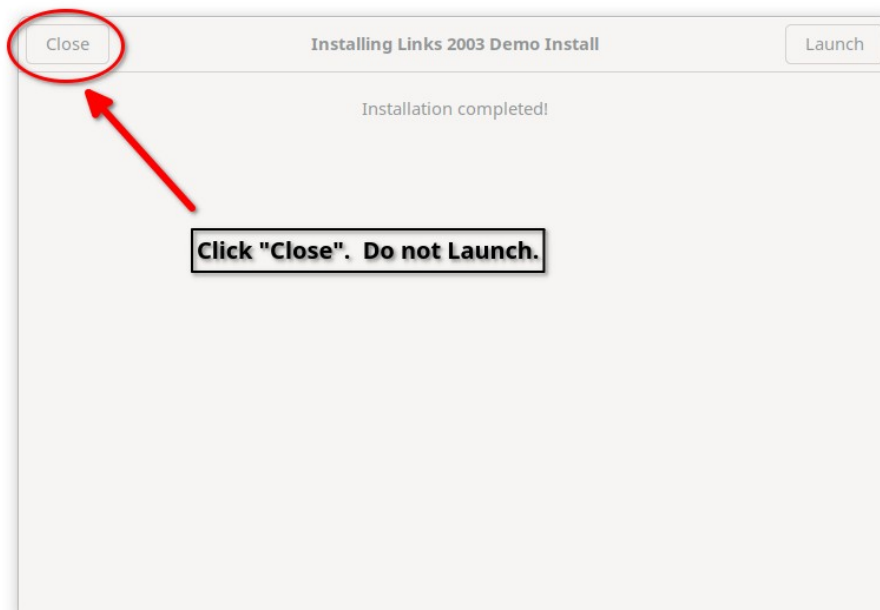 Close
Installing Links 2003 Demo Install
Launch
Installation completed!
Click "Close".  Do not Launch.